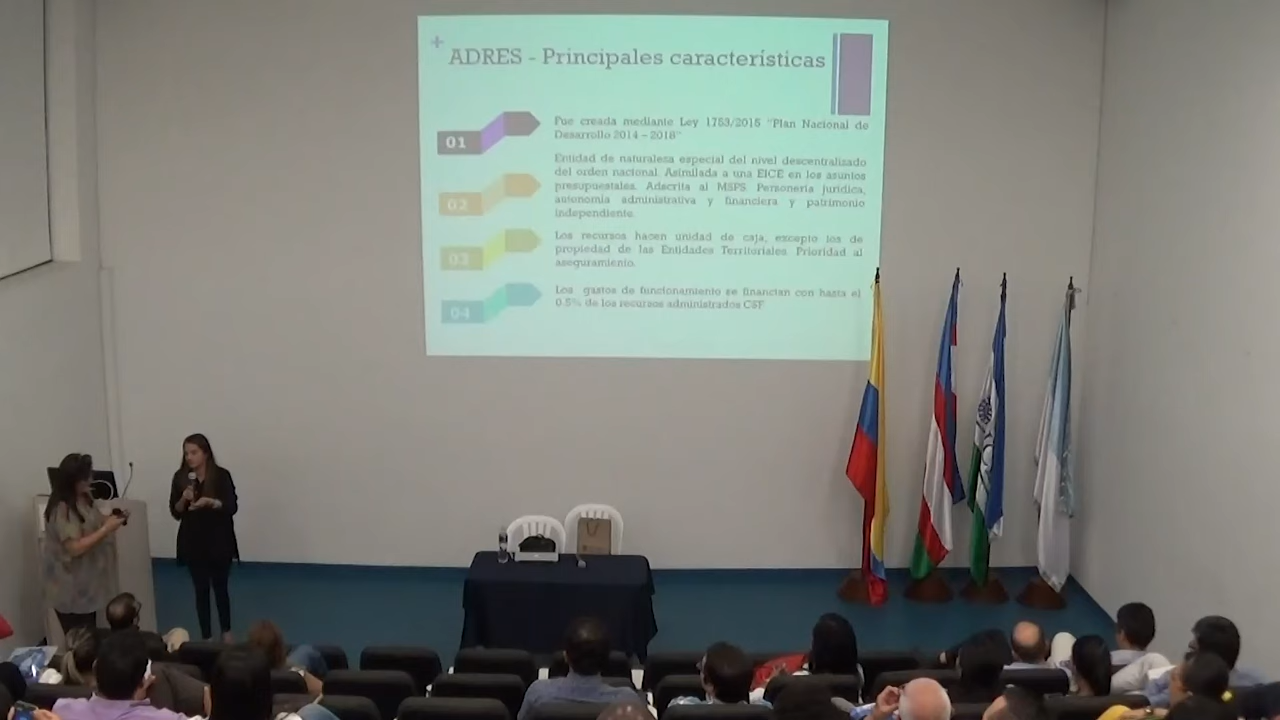 ADRES - Principales características
01
Fue creada mediante Ley 1753/2015 "Plan Nacional de
Desarrollo 2014 – 2018"
02
Entidad de naturaleza especial del nivel descentralizado
del orden nacional. Asimilada a una EICE en los asuntos
presupuestales. Adscrita al MSPS. Personería jurídica,
autonomía administrativa y financiera y patrimonio
independiente.
03
Los recursos hacen unidad de caja, excepto los de
propiedad de las Entidades Territoriales. Prioridad al
aseguramiento.
04
Los gastos de funcionamiento se financian con hasta el
0.5% de los recursos administrados CSF